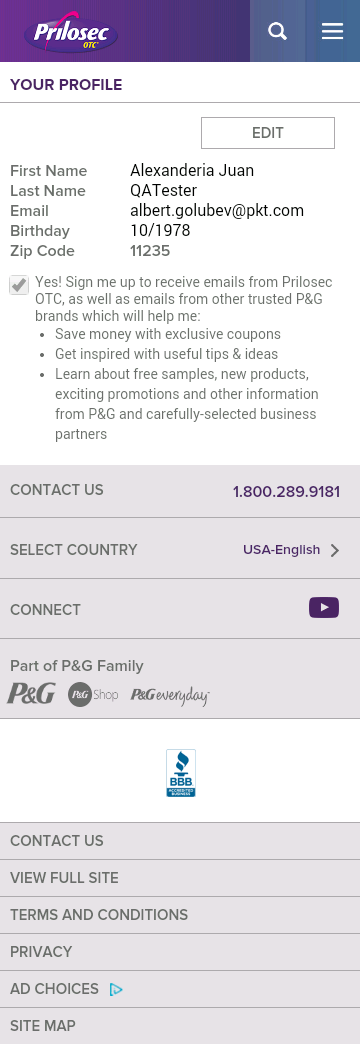 Prilosec
OTC
YOUR PROFILE
EDIT
First Name Alexanderia Juan
Last Name QATester
Email albert.golubev@pkt.com
Birthday 10/1978
Zip Code 11235
Yes! Sign me up to receive emails from Prilosec
OTC, as well as emails from other trusted P&G
brands which will help me:
• Save money with exclusive coupons
• Get inspired with useful tips & ideas
• Learn about free samples, new products,
exciting promotions and other information
from P&G and carefully-selected business
partners
CONTACT US 1.800.289.9181
SELECT COUNTRY USA-English
CONNECT
Part of P&G Family
P&G P&G Shop P&G everyday
BBB
ACCREDITED
BUSINESS
CONTACT US
VIEW FULL SITE
TERMS AND CONDITIONS
PRIVACY
AD CHOICES
SITE MAP